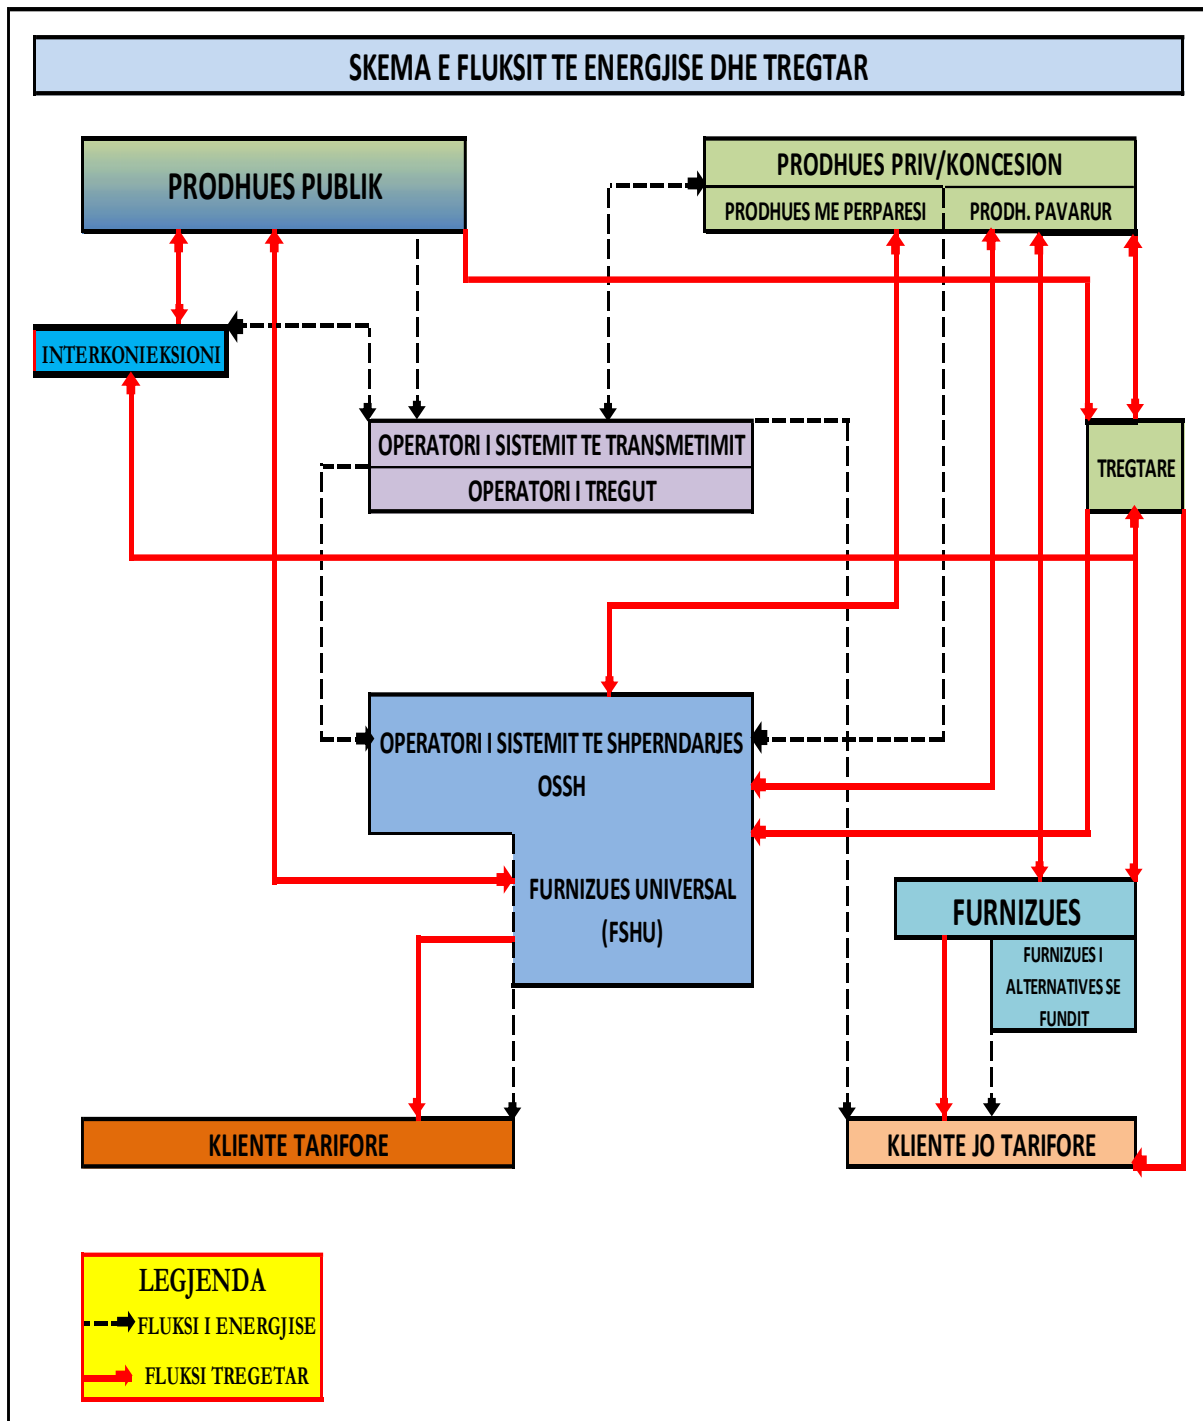 SKEMA E FLUKSIT TE ENERGJISE DHE TREGTAR
PRODHUES PUBLIK
PRODHUES PRIV/KONCESION
PRODHUES ME PERPARESI
PRODH. PAVARUR
INTERKONIEKSIONI
OPERATORI I SISTEMIT TE TRANSMETIMIT
OPERATORI I TREGUT
TREGTARE
OPERATORI I SISTEMIT TE SHPERNDARJES
OSSH
FURNIZUES UNIVERSAL
(FSHU)
FURNIZUES
FURNIZUES I
ALTERNATIVES SE
FUNDIT
KLIENTE TARIFORE
KLIENTE JO TARIFORE
LEGJENDA
FLUKSI I ENERGJISE
FLUKSI TREGETAR